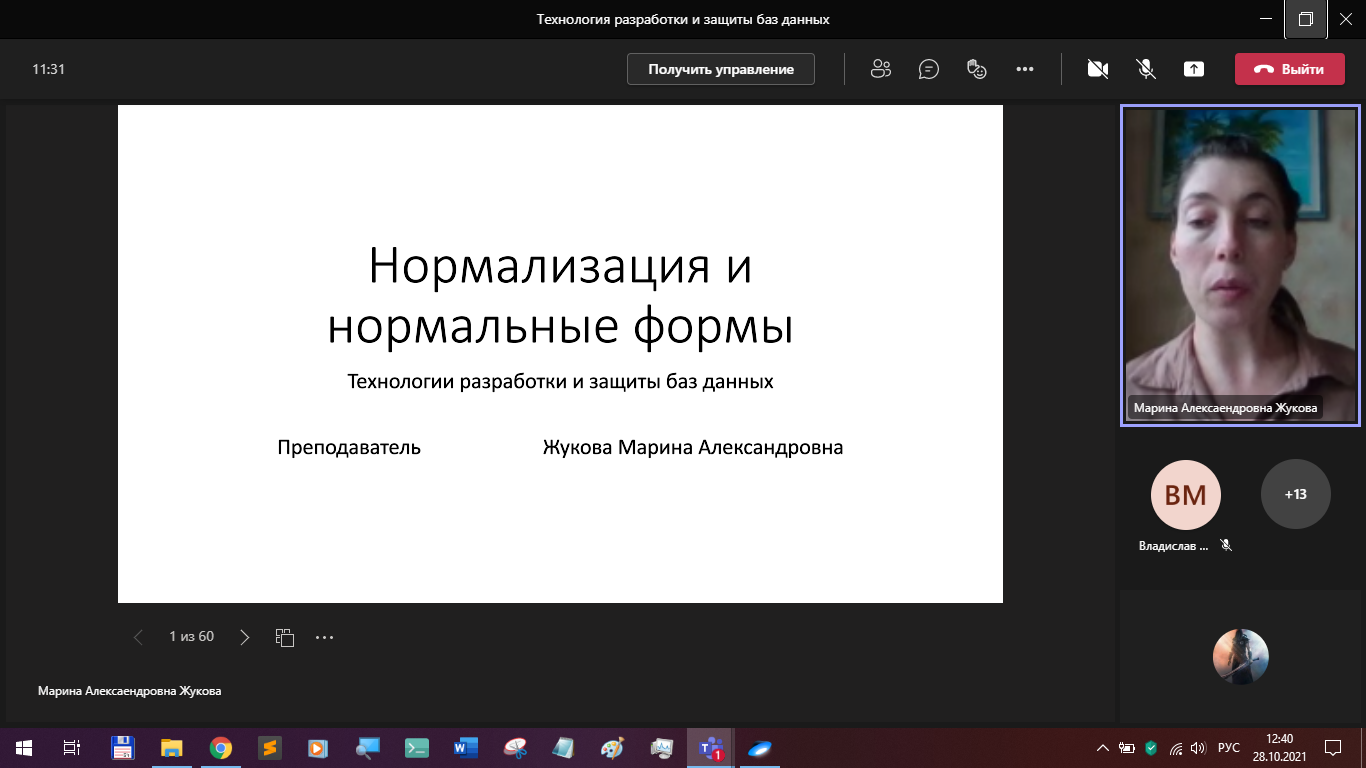 Технология разработки и защиты баз данных
11:31
Получить управление
Выйти
Нормализация и
нормальные формы
Технологии разработки и защиты баз данных
Преподаватель Жукова Марина Александровна
Марина Алексаендровна Жукова
ВМ
+13
Владислав ...
1 из 60
Марина Алексаендровна Жукова
1
РУС
12:40
28.10.2021